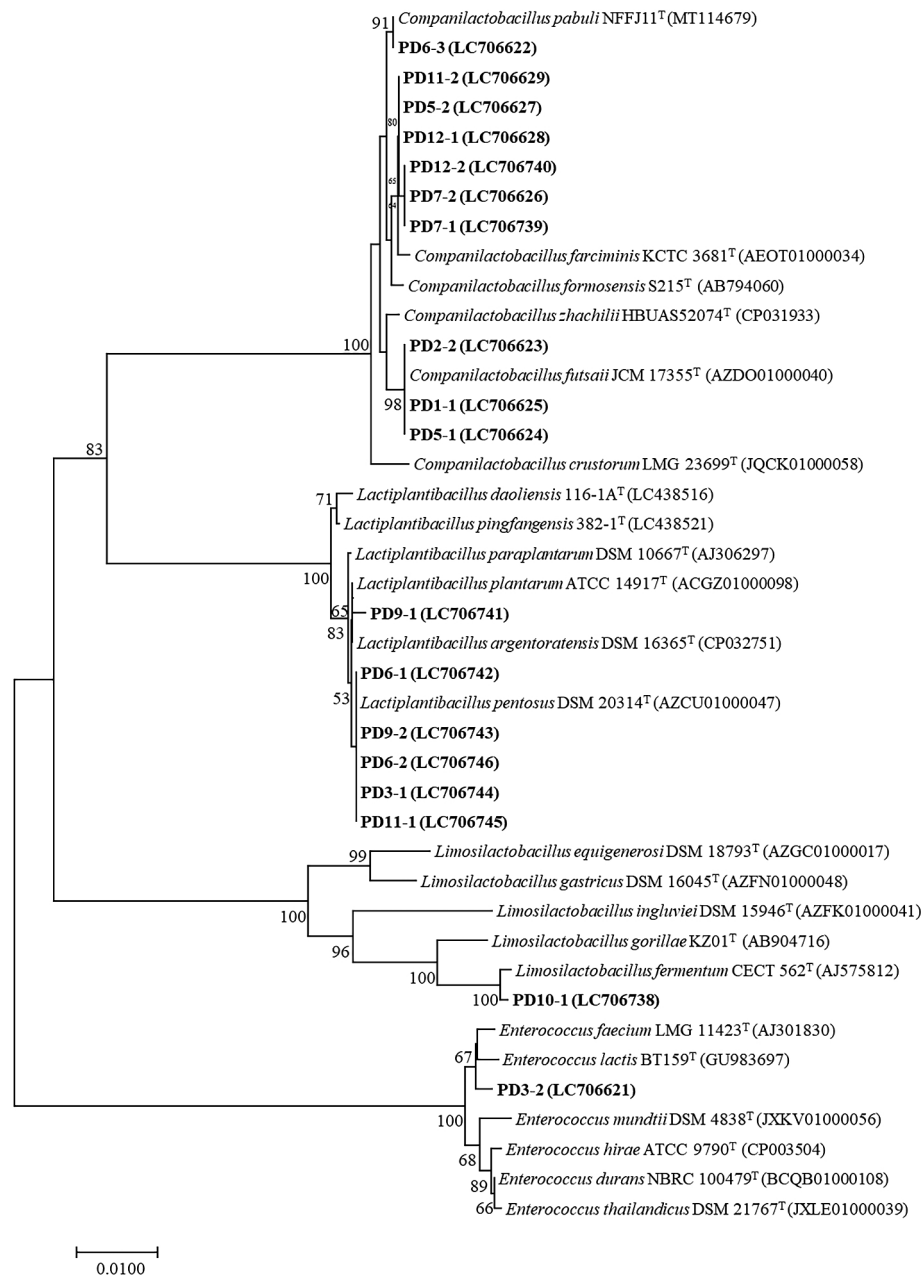 91
Companilactobacillus pabuli NFFJ11T (MT114679)
PD6-3 (LC706622)
PD11-2 (LC706629)
PD5-2 (LC706627)
80
PD12-1 (LC706628)
PD12-2 (LC706740)
65
PD7-2 (LC706626)
64
PD7-1 (LC706739)
Companilactobacillus farciminis KCTC 3681T (AEOT01000034)
Companilactobacillus formosensis S215T (AB794060)
Companilactobacillus zhachilii HBUAS52074T (CP031933)
100
PD2-2 (LC706623)
Companilactobacillus futsaii JCM 17355T (AZDO01000040)
98
PD1-1 (LC706625)
PD5-1 (LC706624)
83
Companilactobacillus crustorum LMG 23699T (JQCK01000058)
71
Lactiplantibacillus daoliensis 116-1AT (LC438516)
Lactiplantibacillus pingfangensis 382-1T (LC438521)
Lactiplantibacillus paraplantarum DSM 10667T (AJ306297)
100
Lactiplantibacillus plantarum ATCC 14917T (ACGZ01000098)
65
PD9-1 (LC706741)
83
Lactiplantibacillus argentoratensis DSM 16365T (CP032751)
PD6-1 (LC706742)
53
Lactiplantibacillus pentosus DSM 20314T (AZCU01000047)
PD9-2 (LC706743)
PD6-2 (LC706746)
PD3-1 (LC706744)
PD11-1 (LC706745)
99
Limosilactobacillus equigenerosi DSM 18793T (AZGC01000017)
Limosilactobacillus gastricus DSM 16045T (AZFN01000048)
100
Limosilactobacillus ingluviei DSM 15946T (AZFK01000041)
96
Limosilactobacillus gorillae KZ01T (AB904716)
100
Limosilactobacillus fermentum CECT 562T (AJ575812)
100
PD10-1 (LC706738)
Enterococcus faecium LMG 11423T (AJ301830)
67
Enterococcus lactis BT159T (GU983697)
PD3-2 (LC706621)
100
Enterococcus mundtii DSM 4838T (JXKV01000056)
68
Enterococcus hirae ATCC 9790T (CP003504)
89
Enterococcus durans NBRC 100479T (BCQB01000108)
66
Enterococcus thailandicus DSM 21767T (JXLE01000039)
0.0100